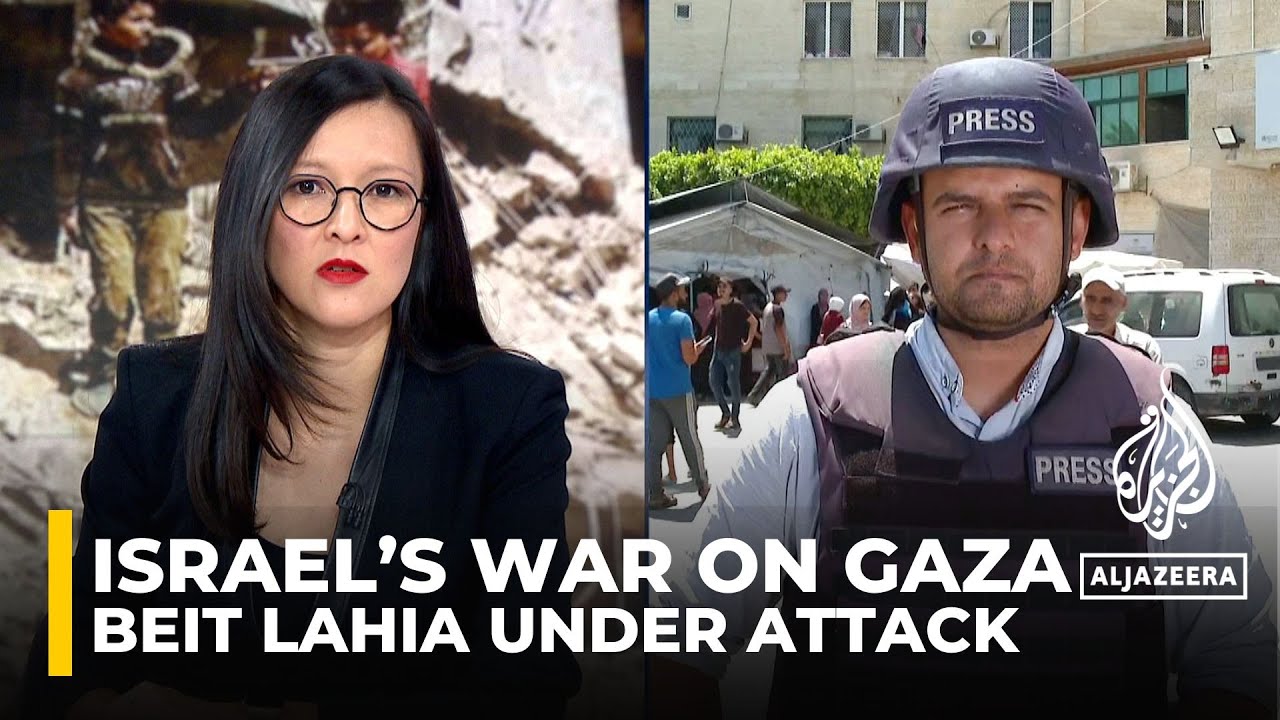 PRESS
PRESS
الجزيرة
ISRAEL'S WAR ON GAZA
ALJAZEERA
BEIT LAHIA UNDER ATTACK